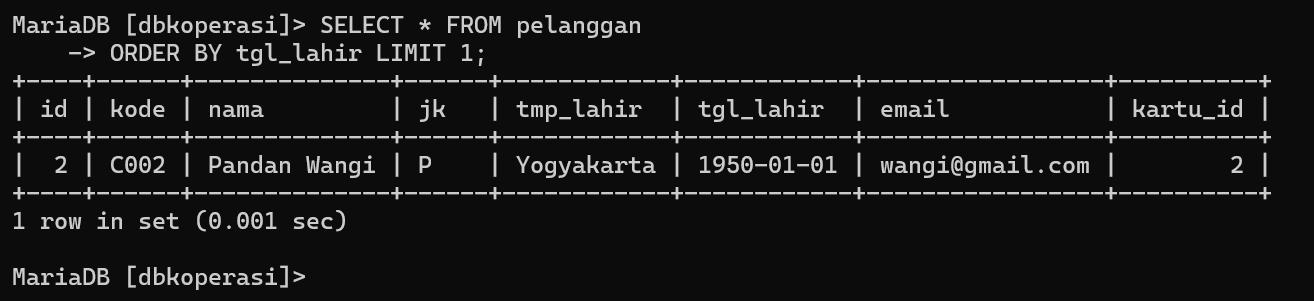 MariaDB [dbkoperasi]> SELECT * FROM pelanggan
    -> ORDER BY tgl_lahir LIMIT 1;
+----+------+--------------+------+------------+------------+-----------------+----------+
| id | kode | nama         | jk   | tmp_lahir  | tgl_lahir  | email           | kartu_id |
+----+------+--------------+------+------------+------------+-----------------+----------+
|  2 | C002 | Pandan Wangi | P    | Yogyakarta | 1950-01-01 | wangi@gmail.com |        2 |
+----+------+--------------+------+------------+------------+-----------------+----------+
1 row in set (0.001 sec)

MariaDB [dbkoperasi]>